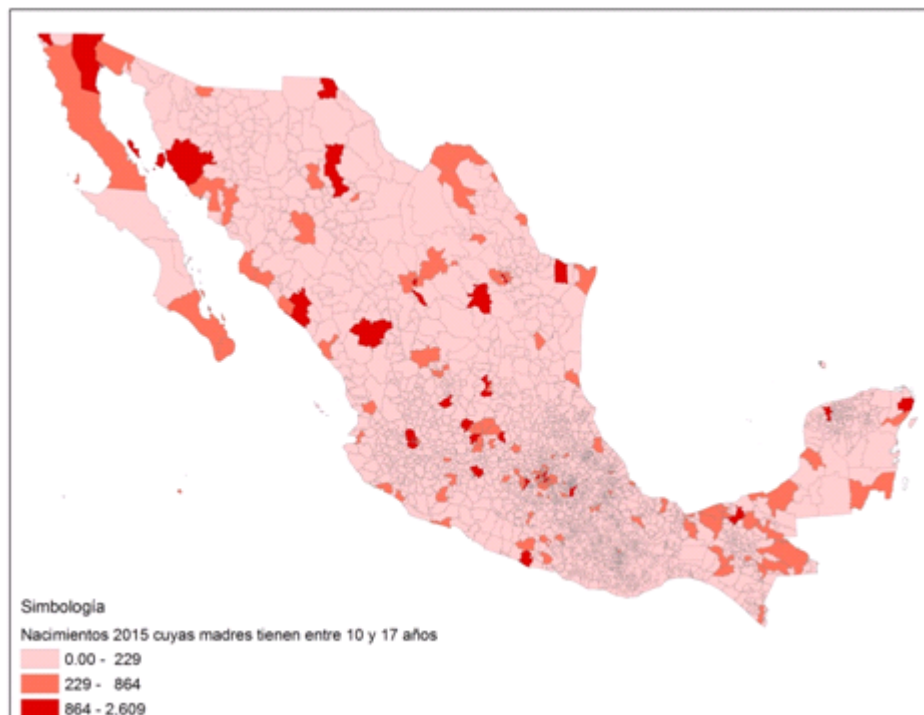 Simbología
Nacimientos 2015 cuyas madres tienen entre 10 y 17 años
0.00 - 229
229 - 864
864 - 2,609